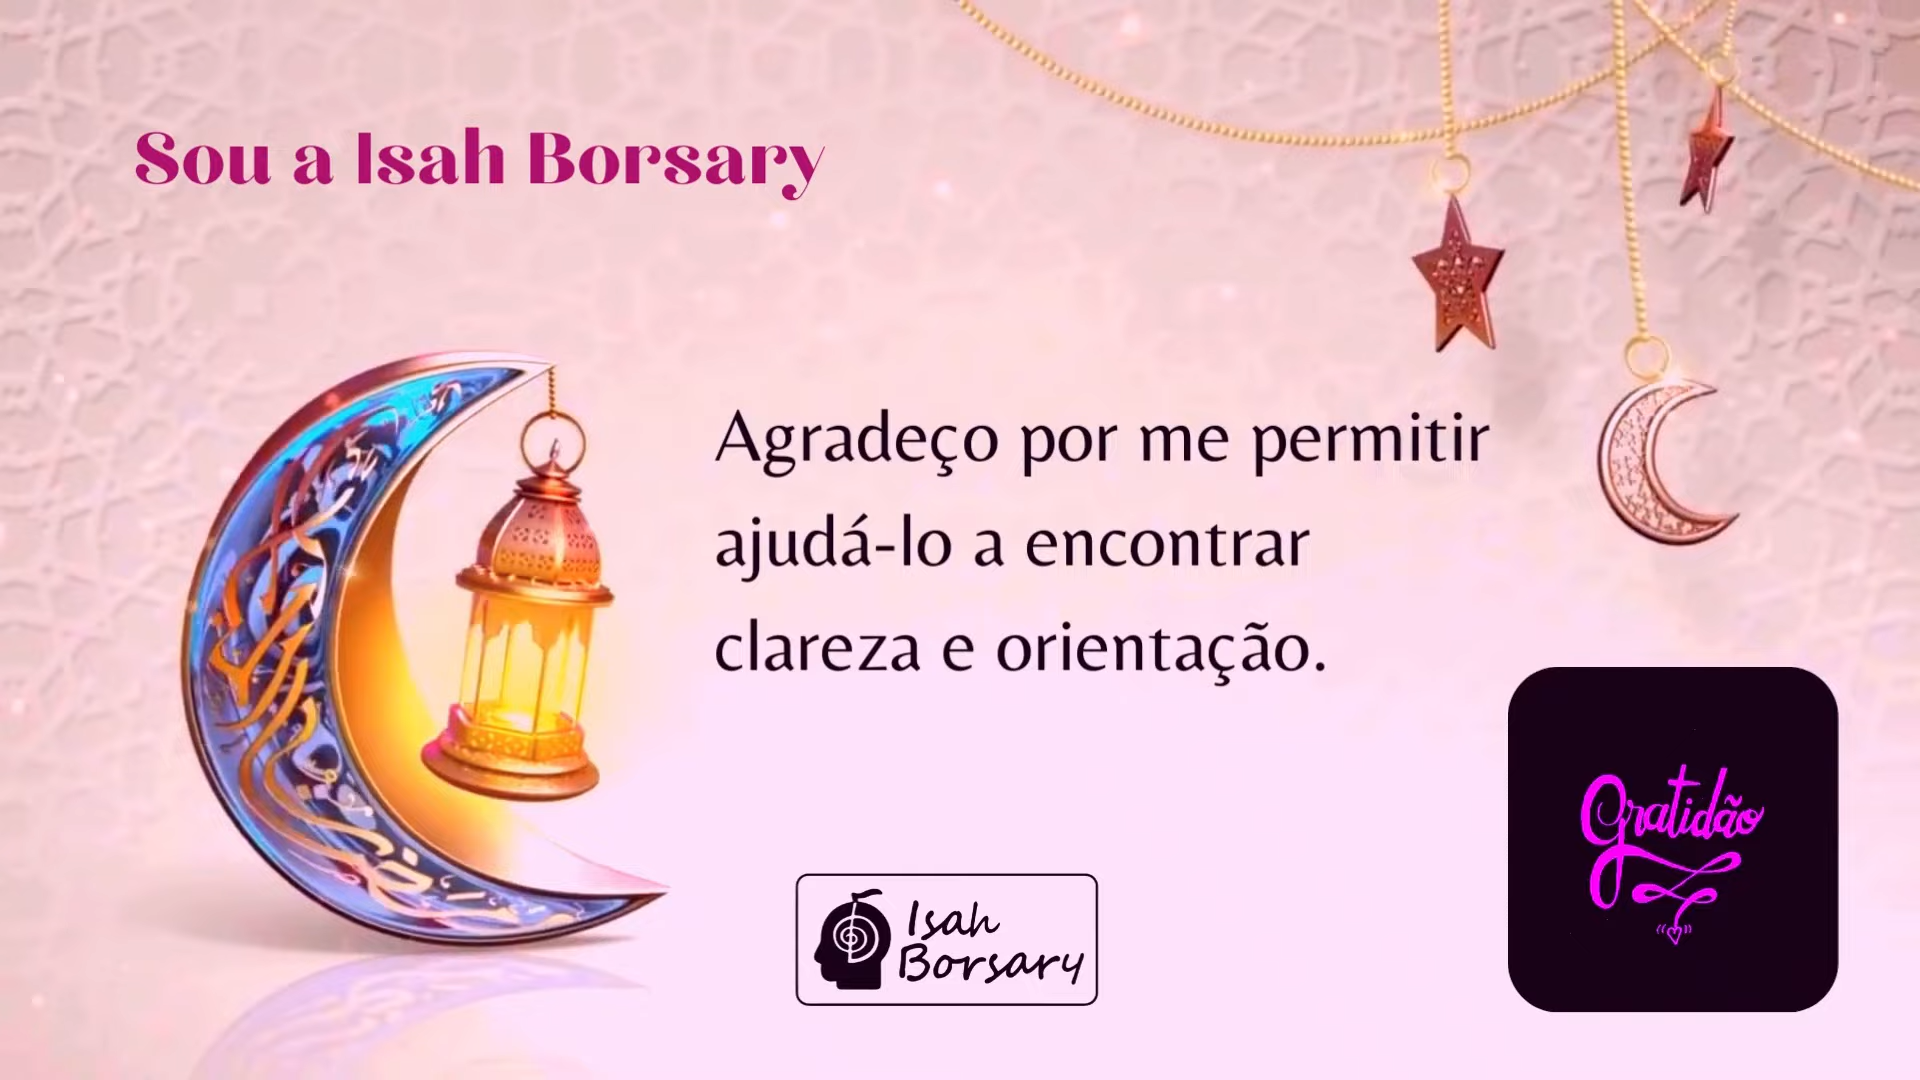 Sou a Isah Borsary
Agradeço por me permitir
ajudá-lo a encontrar
clareza e orientação.
Gratidão
Isah
Borsary